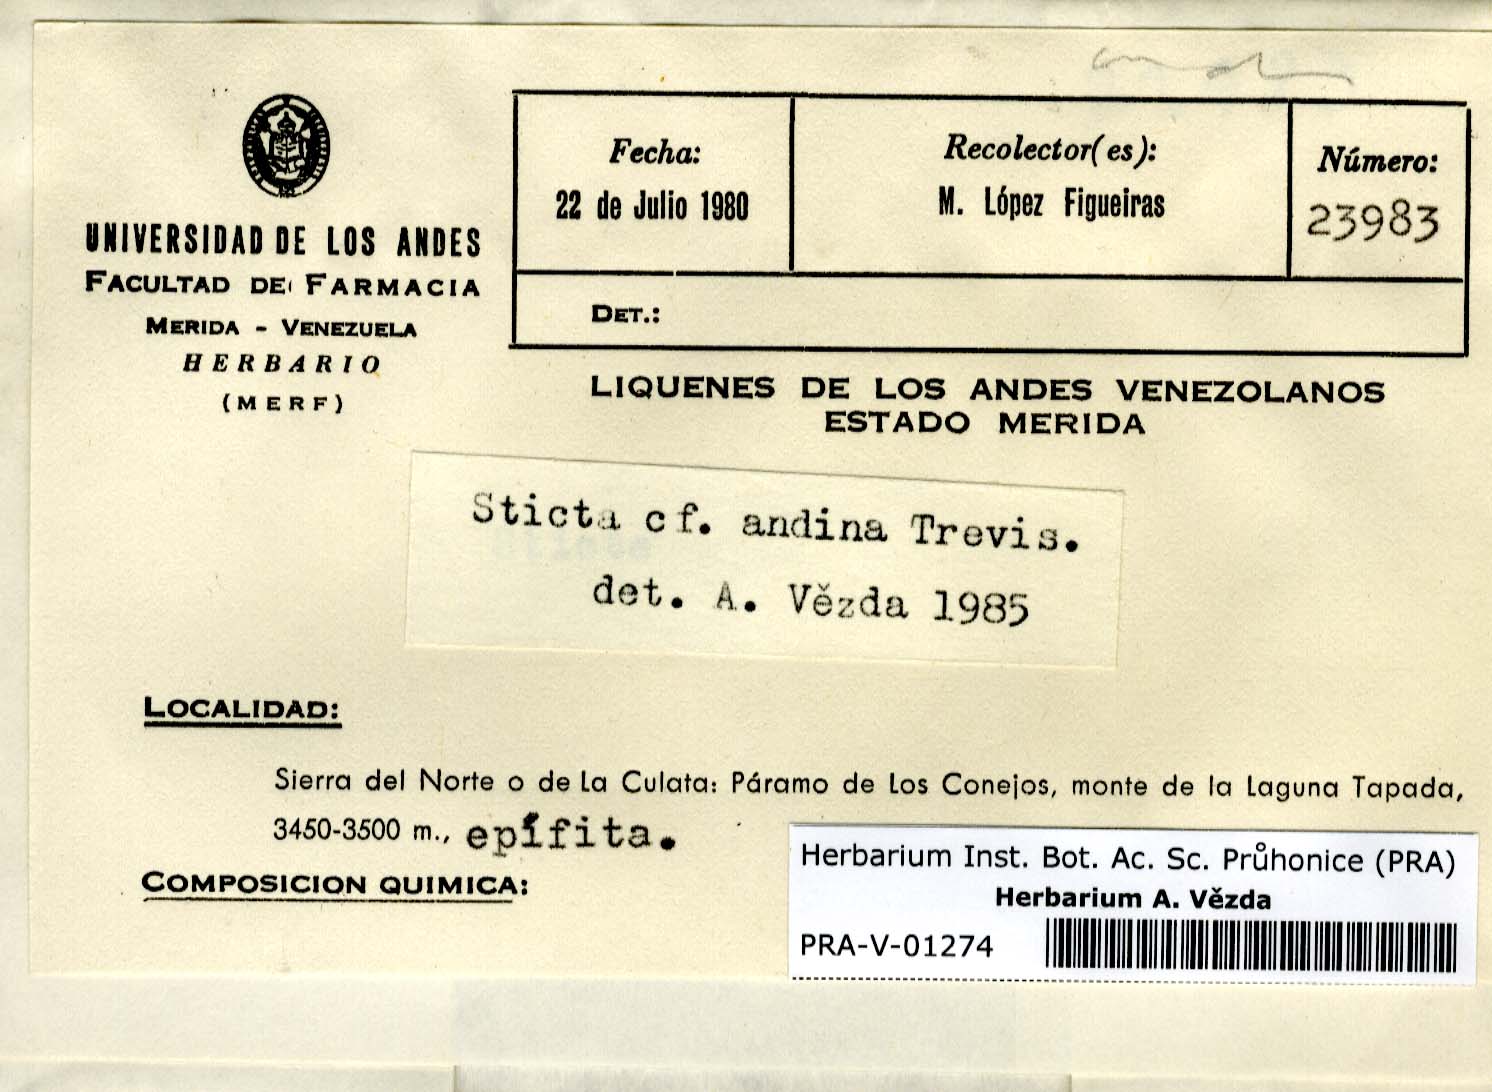 UNIVERSIDAD DE LOS ANDES
FACULTAD DE FARMACIA
MERIDA - VENEZUELA
HERBARIO
(MERF)
Fecha:
22 de Julio 1980
Recolector(es):
M. López Figueiras
Número:
23983
DET.:
LIQUENES DE LOS ANDES VENEZOLANOS
ESTADO MERIDA
Sticta cf. andina Trevis.
det. A. Vězda 1985
LOCALIDAD:
Sierra del Norte o de La Culata: Páramo de Los Conejos, monte de la Laguna Tapada,
3450-3500 m., epífita.
COMPOSICION QUIMICA:
Herbarium Inst. Bot. Ac. Sc. Průhonice (PRA)
Herbarium A. Vězda
PRA-V-01274